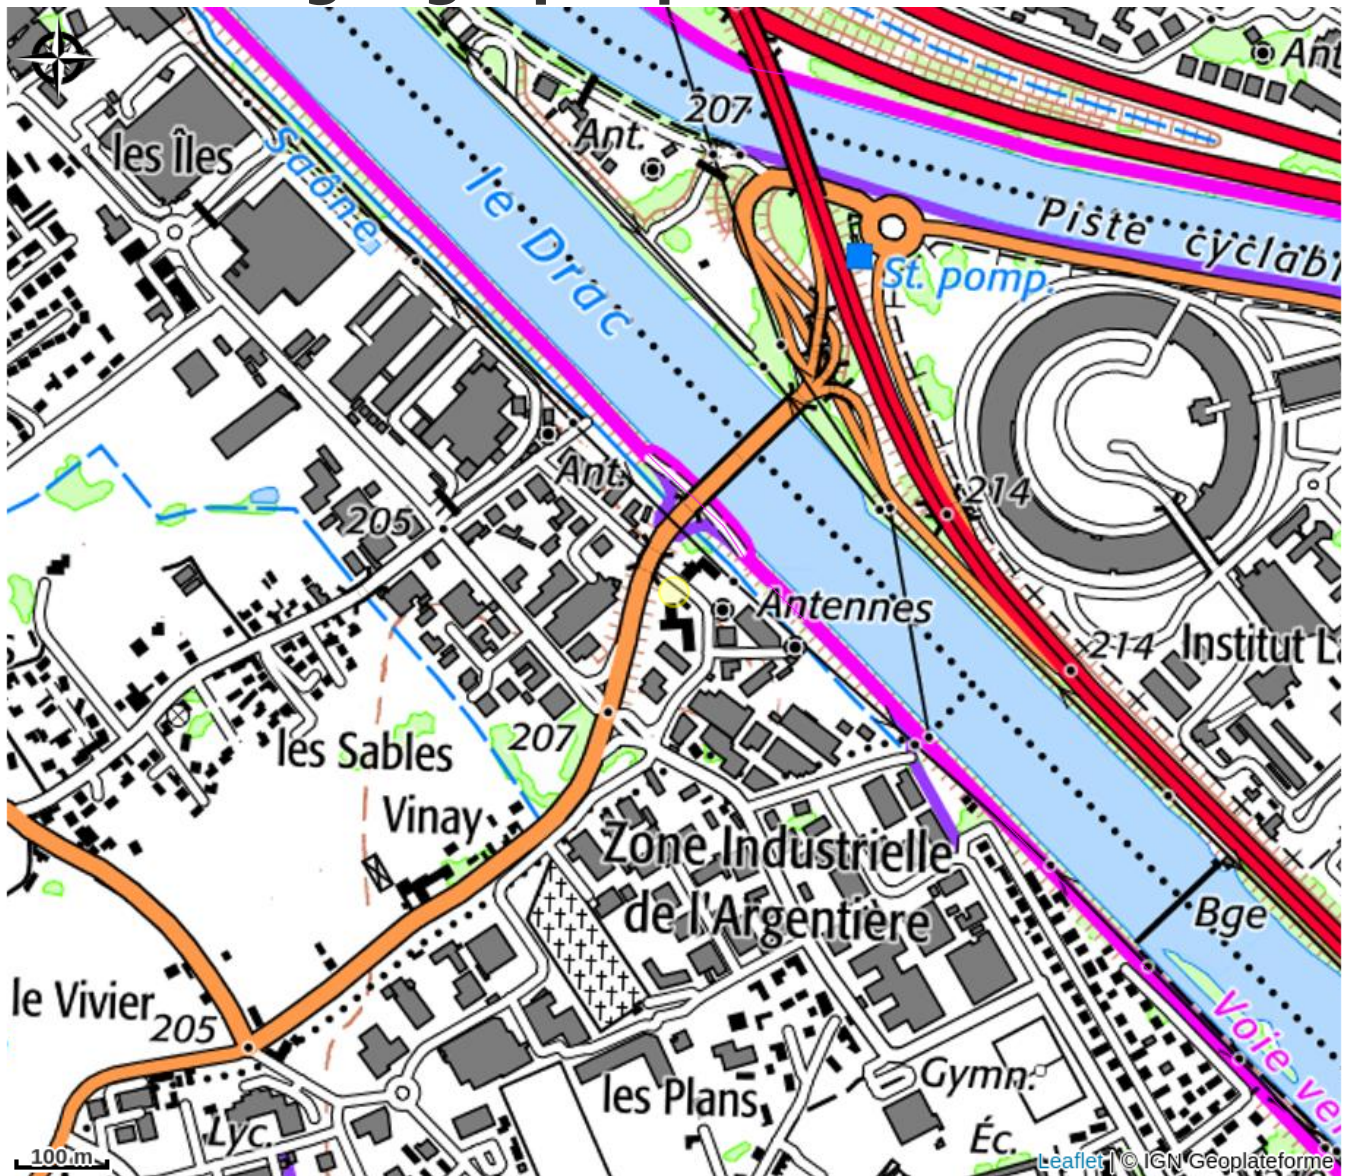 207
Ant
Ant.
les Îles
Saône
le Drac
Piste cyclabl
St. pomp.
Ant.
214
205
Antennes
214
Institut La
les Sables
207
Vinay
Zone Industrielle
de l'Argentière
Bge
le Vivier
205
Voie ver
Gymn.
les Plans
Lyc.
Éc.
100 m
Leaflet | © IGN-Geoplateforme